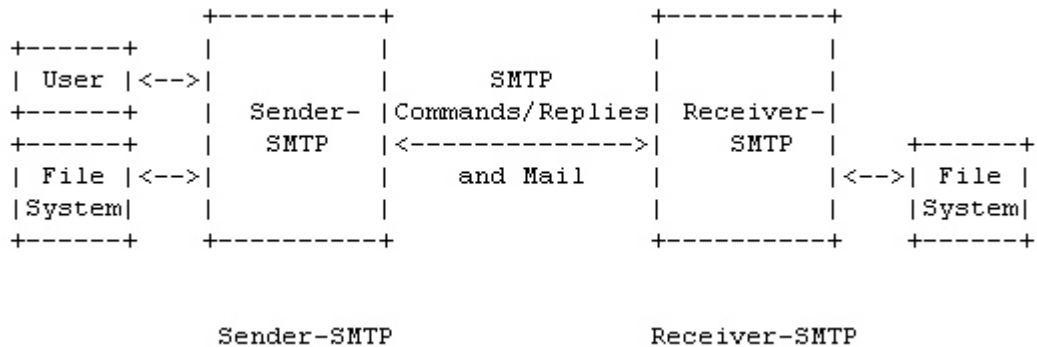 User
SMTP
Sender- Commands/Replies Receiver-
SMTP SMTP
File and Mail File
System System
Sender-SMTP Receiver-SMTP